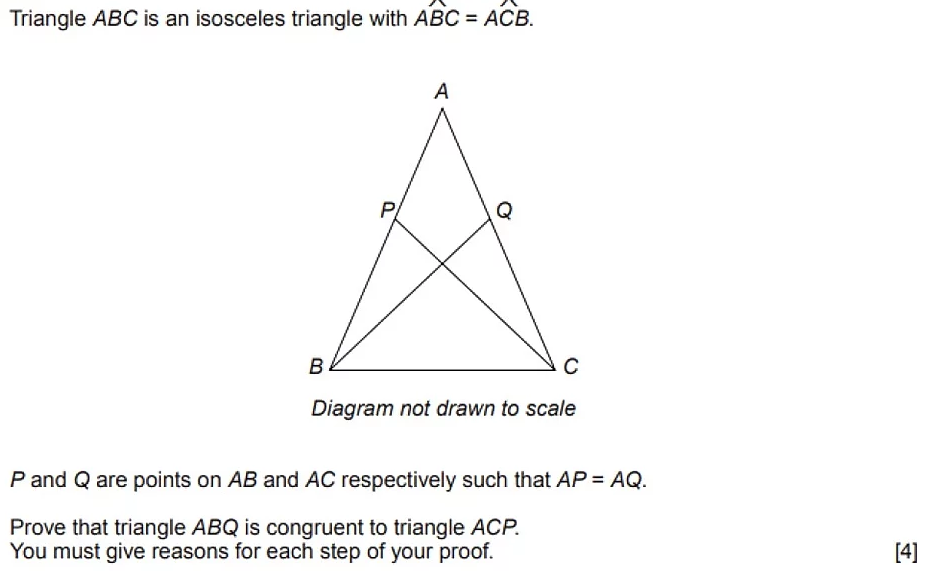 Triangle ABC is an isosceles triangle with AB̂C = AĈB.
A
P
Q
B
C
Diagram not drawn to scale
P and Q are points on AB and AC respectively such that AP = AQ.
Prove that triangle ABQ is congruent to triangle ACP.
You must give reasons for each step of your proof.
[4]